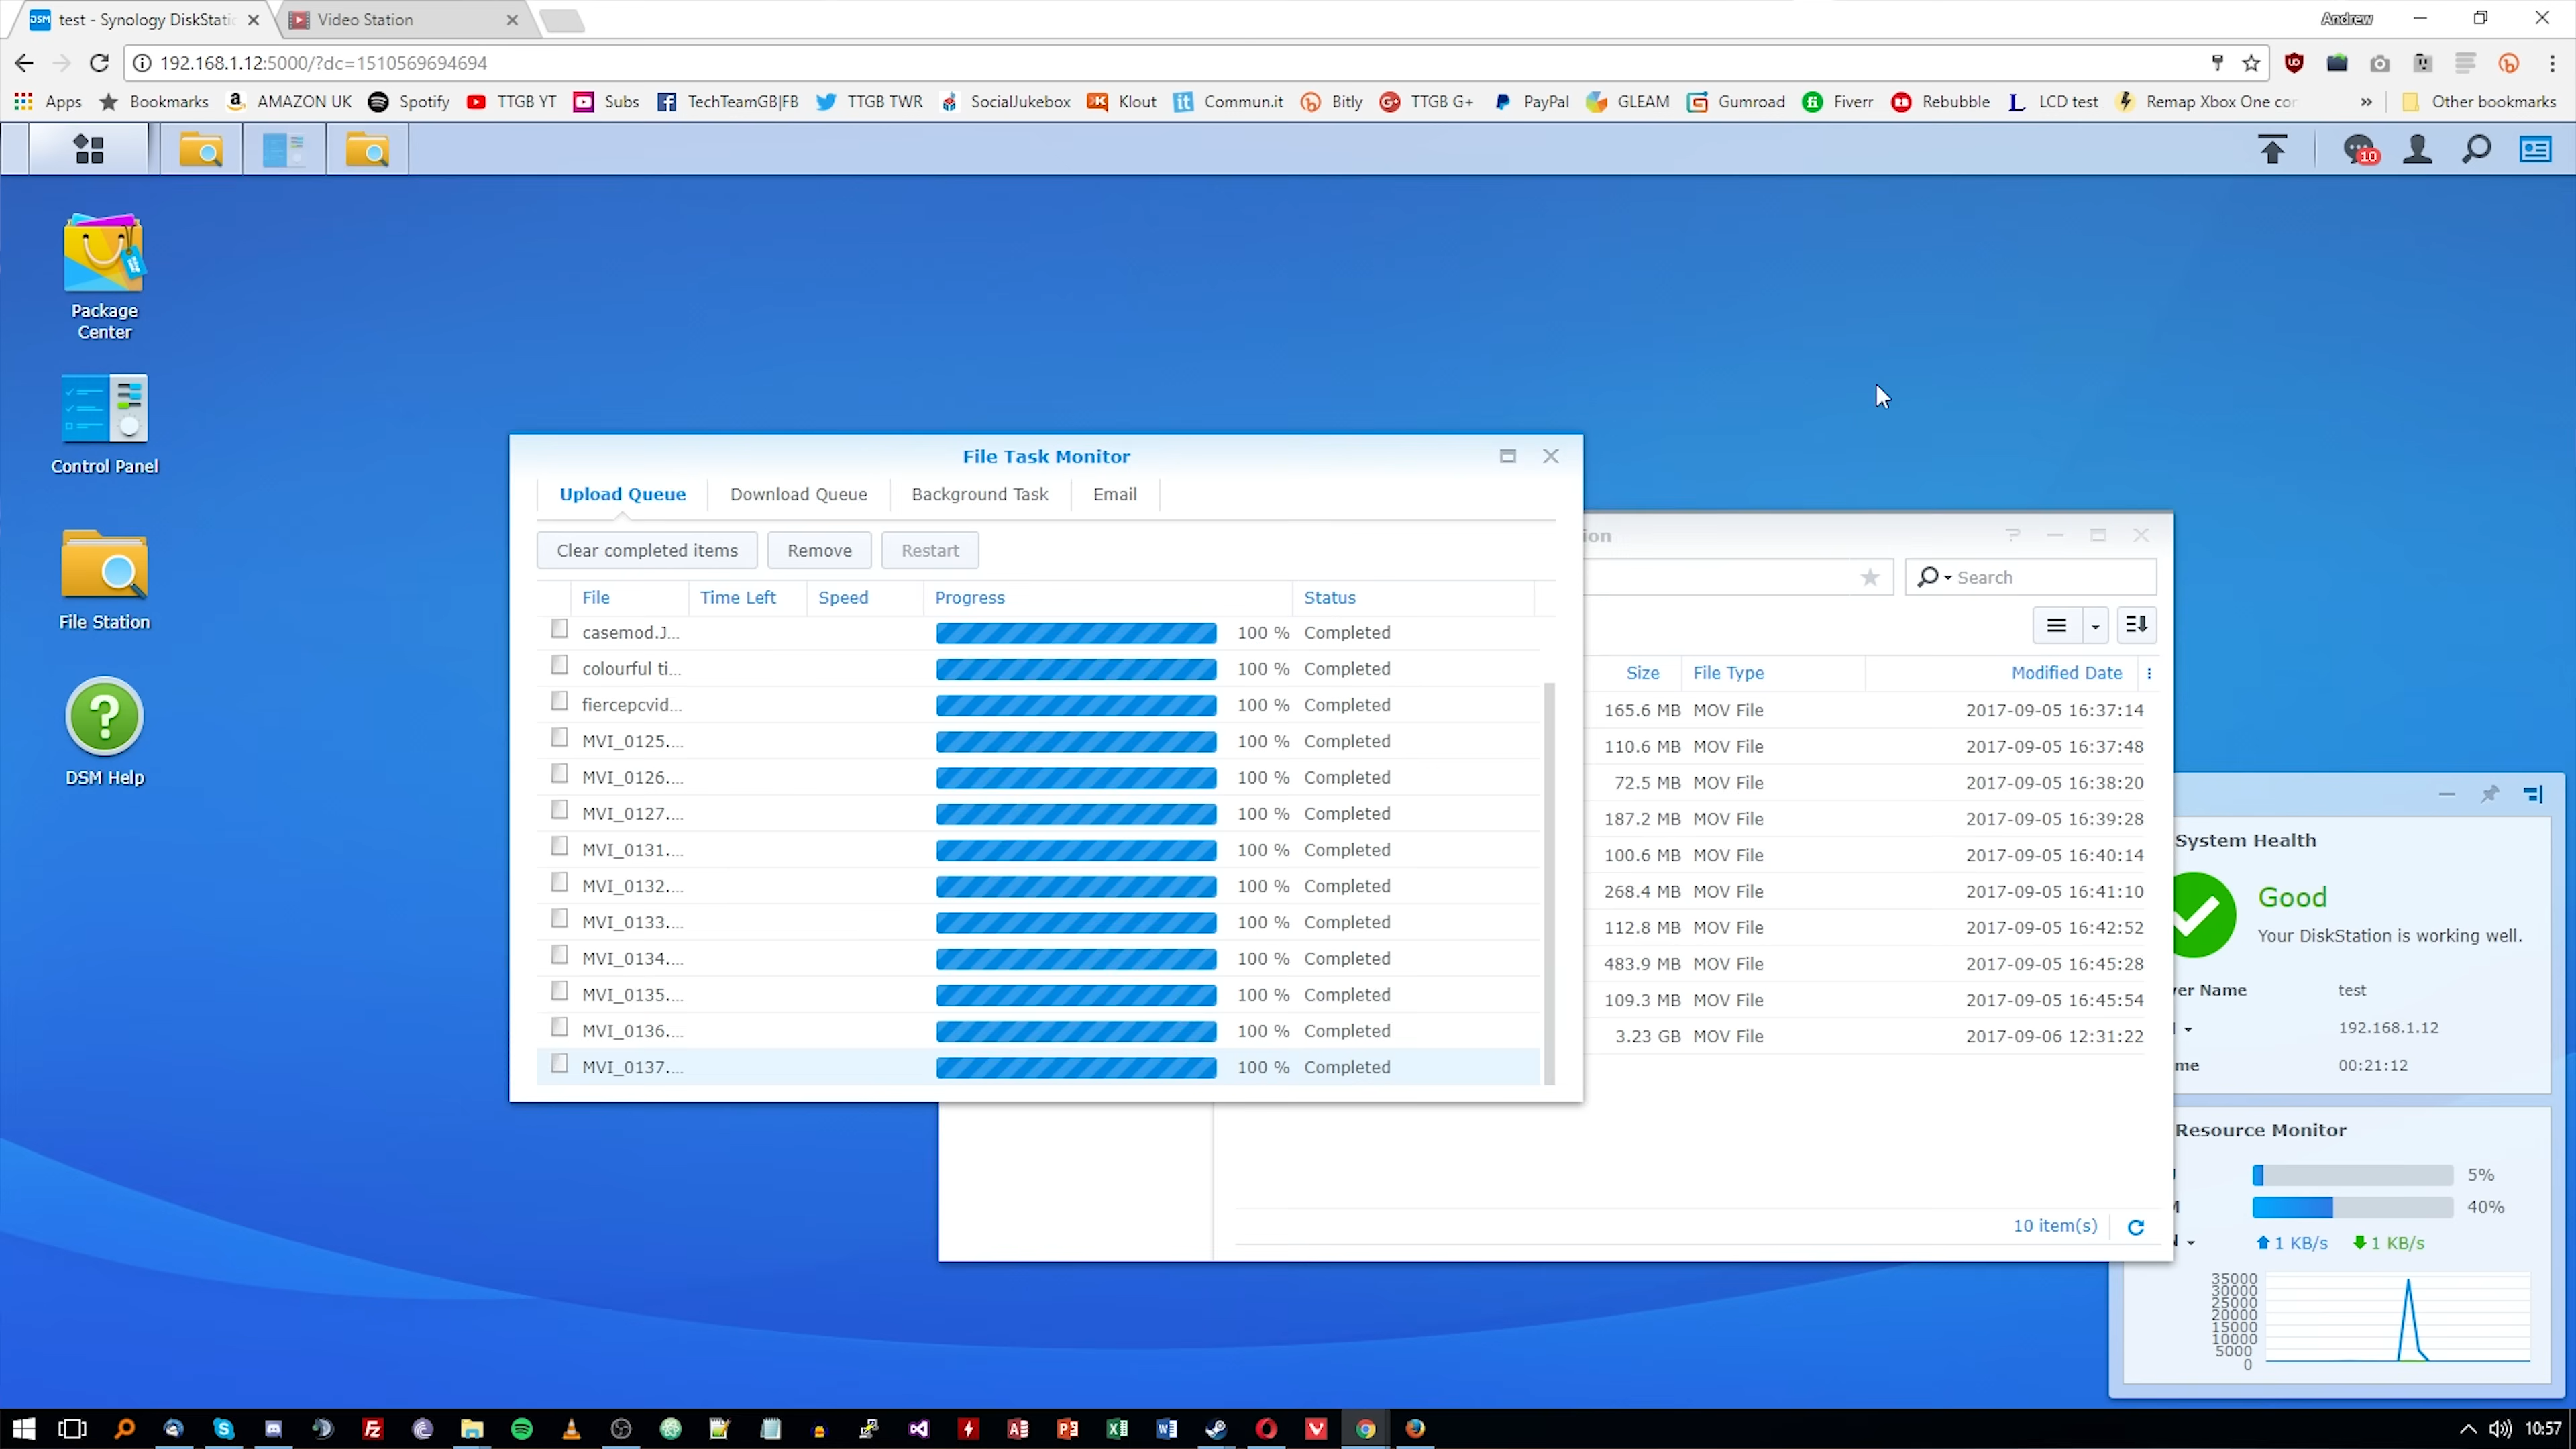 test - Synology DiskStatio
Video Station
Andrew
192.168.1.12:5000/?dc=1510569694694
Apps Bookmarks AMAZON UK Spotify TTGB YT Subs TechTeamGB|FB TTGB TWR SocialJukebox Klout Commun.it Bitly TTGB G+ PayPal GLEAM Gumroad Fiverr Rebubble LCD test Remap Xbox One cor » Other bookmarks
10
Package
Center
Control Panel
File Station
DSM Help
File Task Monitor
Upload Queue Download Queue Background Task Email
Clear completed items Remove Restart
File Time Left Speed Progress Status
casemod.J... 100 % Completed
colourful ti... 100 % Completed
fiercepcvid... 100 % Completed
MVI_0125.... 100 % Completed
MVI_0126.... 100 % Completed
MVI_0127.... 100 % Completed
MVI_0131.... 100 % Completed
MVI_0132.... 100 % Completed
MVI_0133.... 100 % Completed
MVI_0134.... 100 % Completed
MVI_0135.... 100 % Completed
MVI_0136.... 100 % Completed
MVI_0137.... 100 % Completed
ion
Search
Size File Type Modified Date
165.6 MB MOV File 2017-09-05 16:37:14
110.6 MB MOV File 2017-09-05 16:37:48
72.5 MB MOV File 2017-09-05 16:38:20
187.2 MB MOV File 2017-09-05 16:39:28
100.6 MB MOV File 2017-09-05 16:40:14
268.4 MB MOV File 2017-09-05 16:41:10
112.8 MB MOV File 2017-09-05 16:42:52
483.9 MB MOV File 2017-09-05 16:45:28
109.3 MB MOV File 2017-09-05 16:45:54
3.23 GB MOV File 2017-09-06 12:31:22
10 item(s)
System Health
Good
Your DiskStation is working well.
er Name test
192.168.1.12
me 00:21:12
Resource Monitor
5%
40%
1 KB/s 1 KB/s
35000
30000
25000
20000
15000
10000
5000
0
10:57